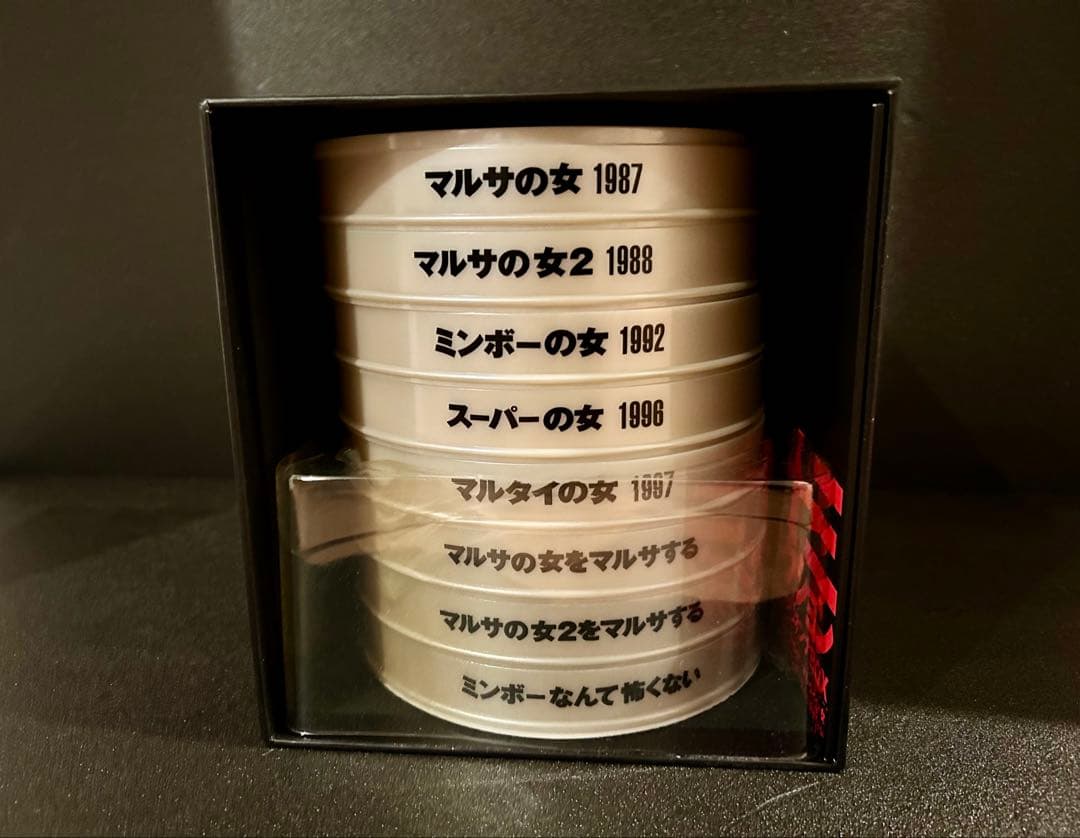 マルサの女 1987
マルサの女2 1988
ミンボーの女 1992
スーパーの女 1996
マルタイの女 1997
マルサの女をマルサする
マルサの女2をマルサする
ミンボーなんて怖くない